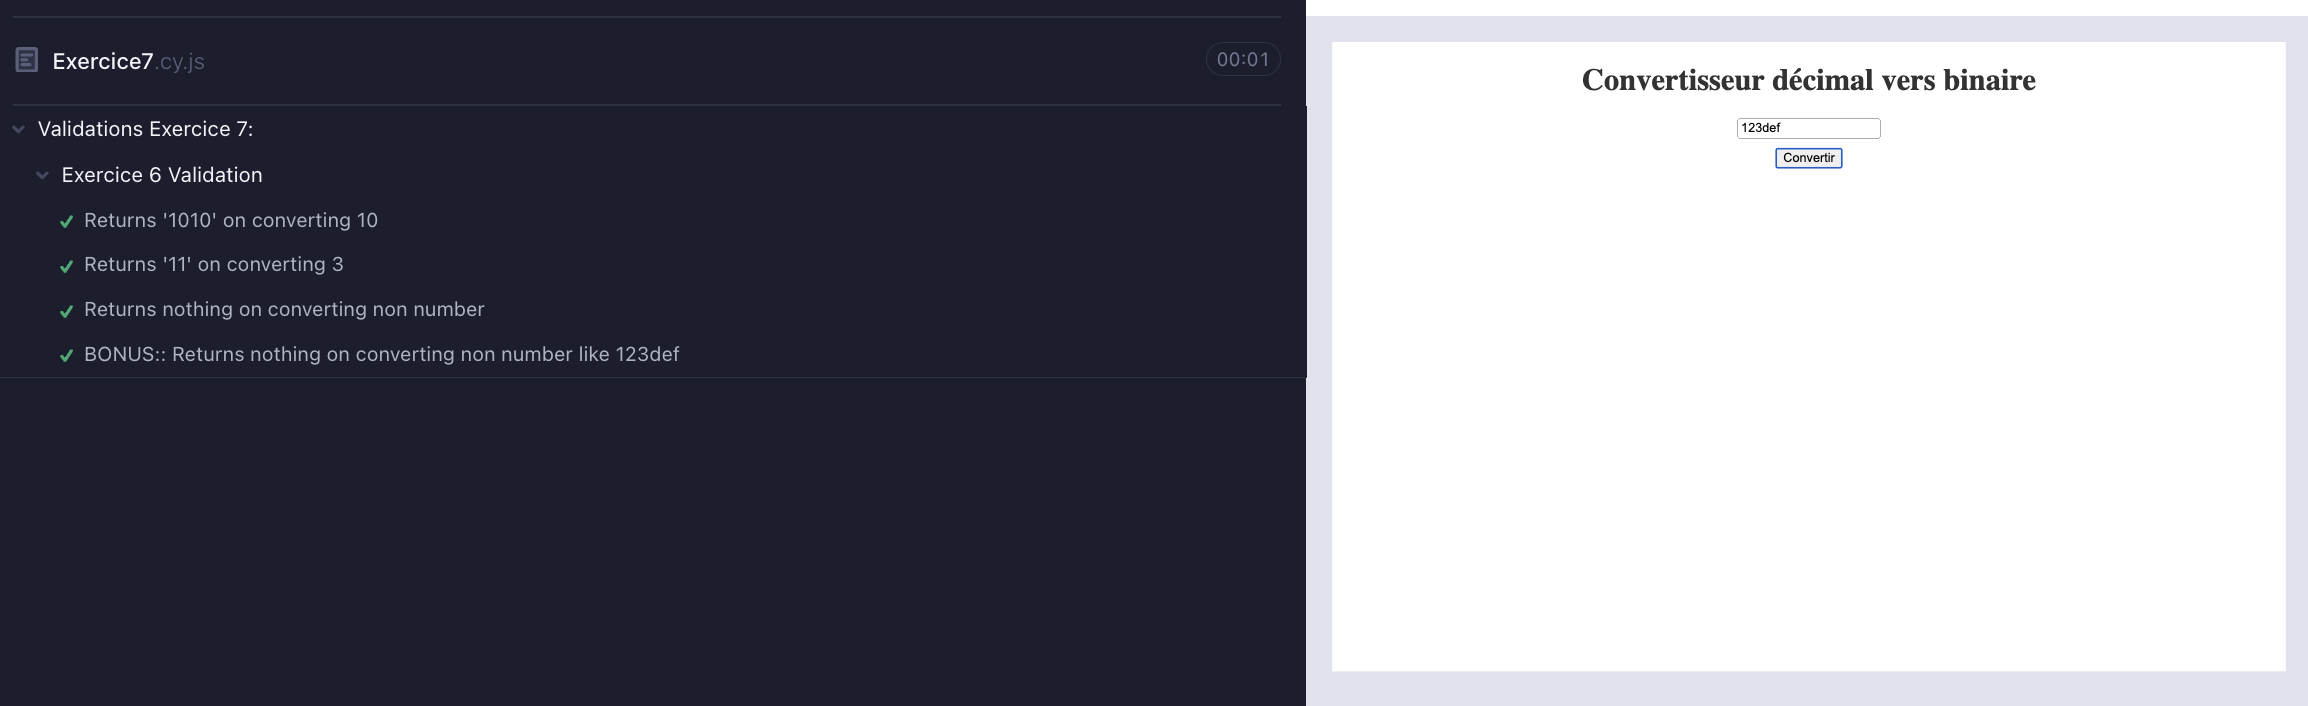 Exercice7.cy.js
00:01
Validations Exercice 7:
Exercice 6 Validation
Returns '1010' on converting 10
Returns '11' on converting 3
Returns nothing on converting non number
BONUS:: Returns nothing on converting non number like 123def
Convertisseur décimal vers binaire
123def
Convertir